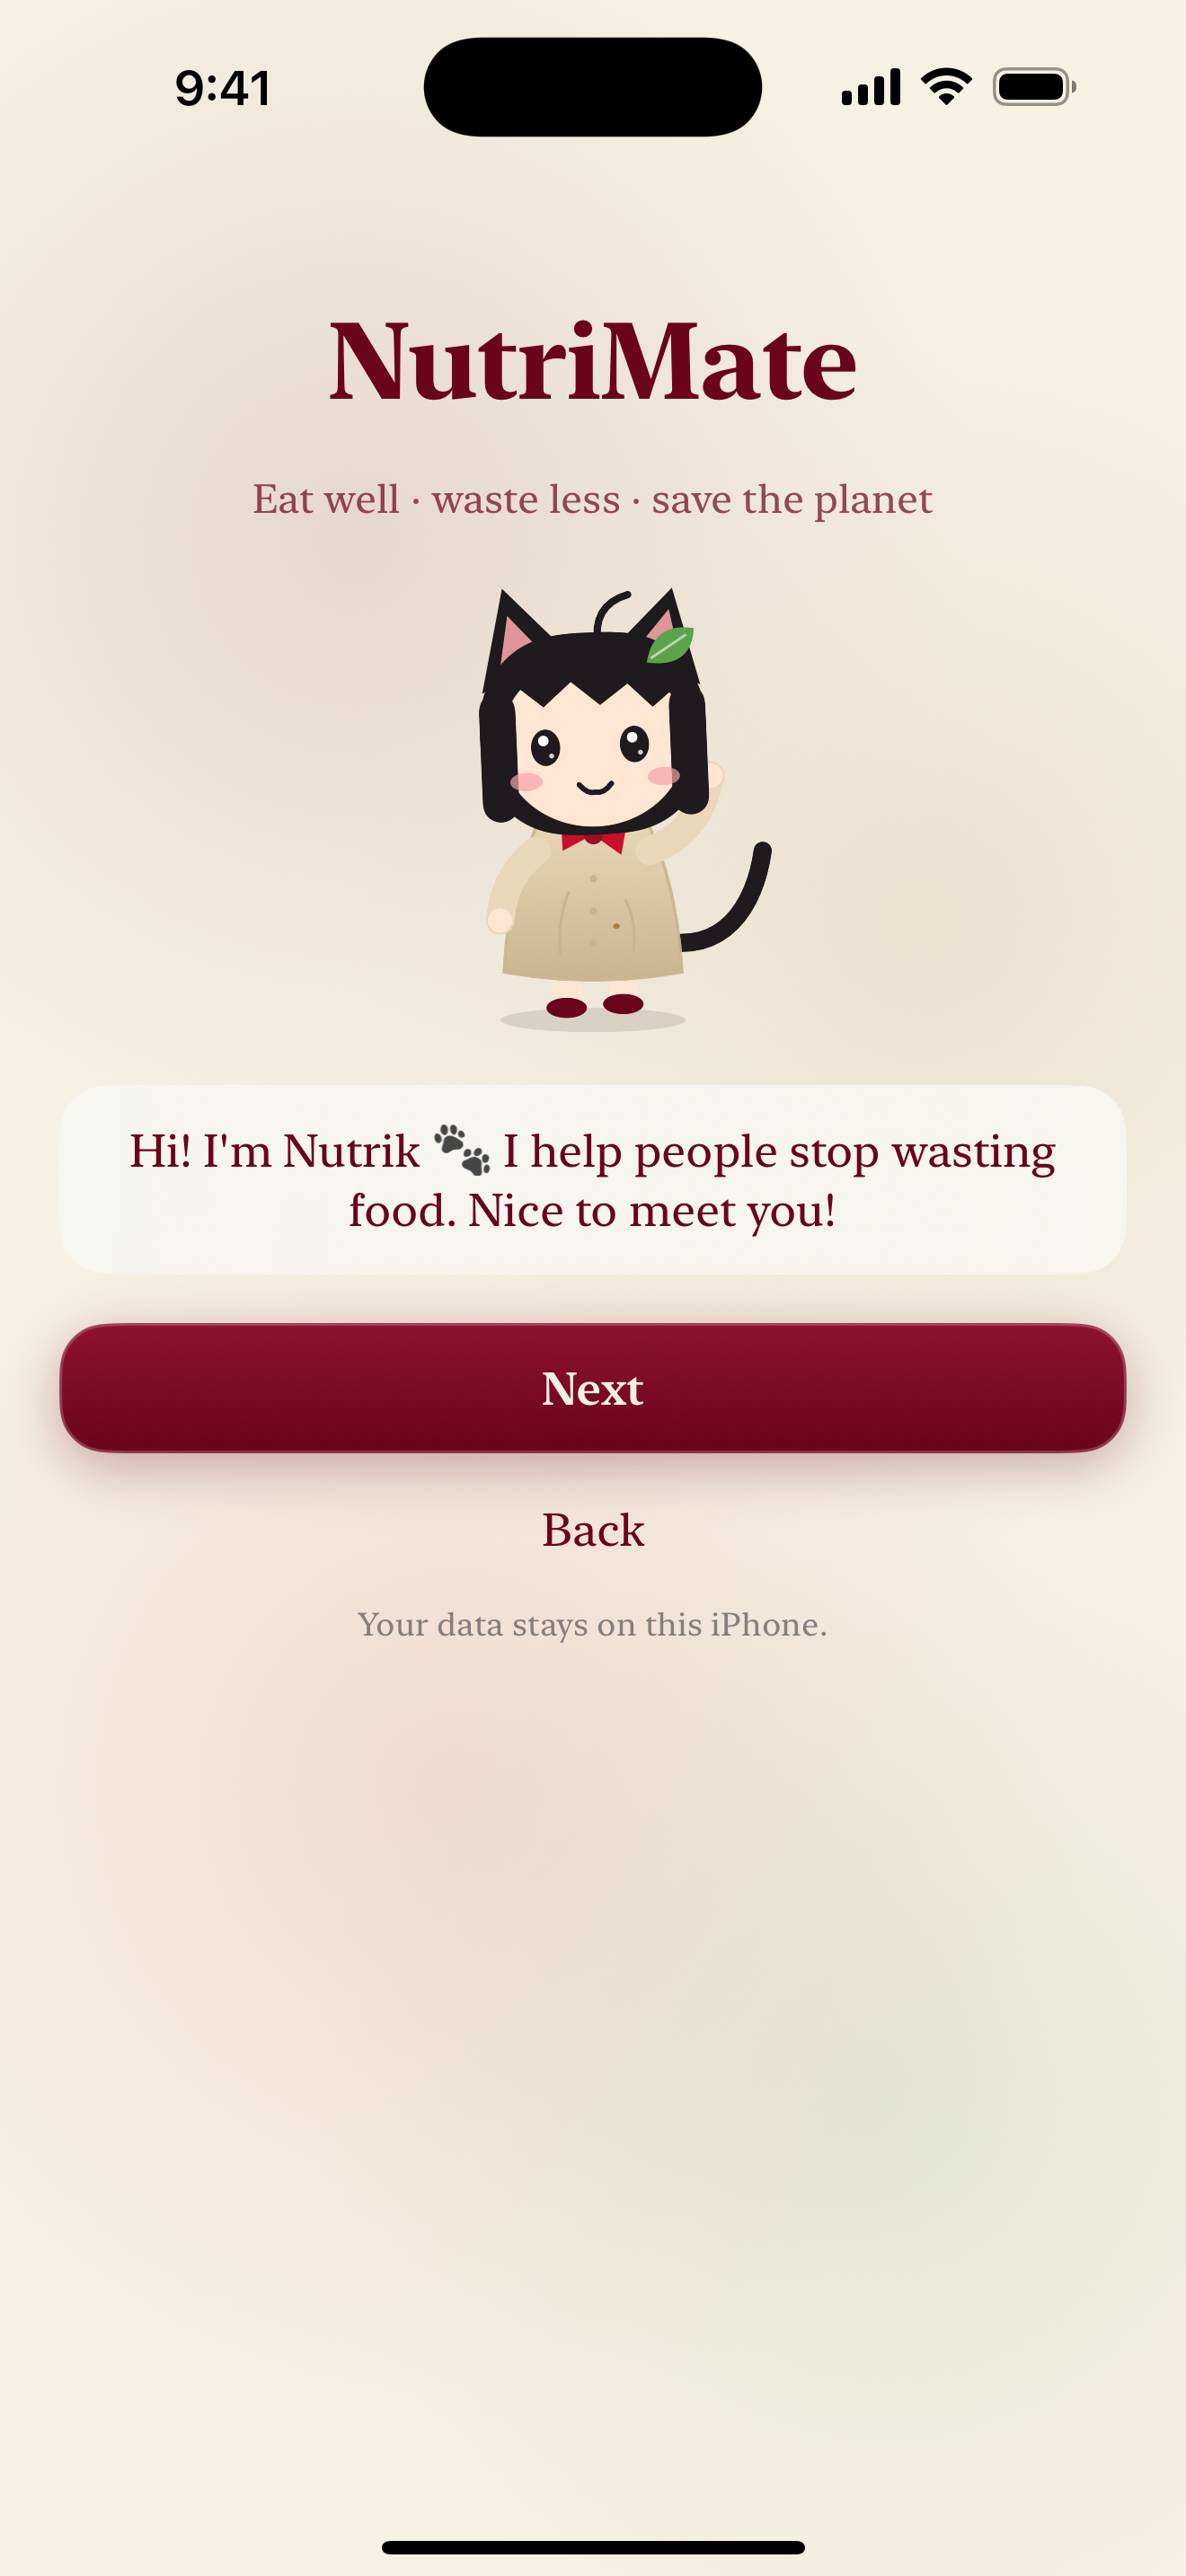 9:41
NutriMate
Eat well · waste less · save the planet
Hi! I'm Nutrik 🐾 I help people stop wasting
food. Nice to meet you!
Next
Back
Your data stays on this iPhone.